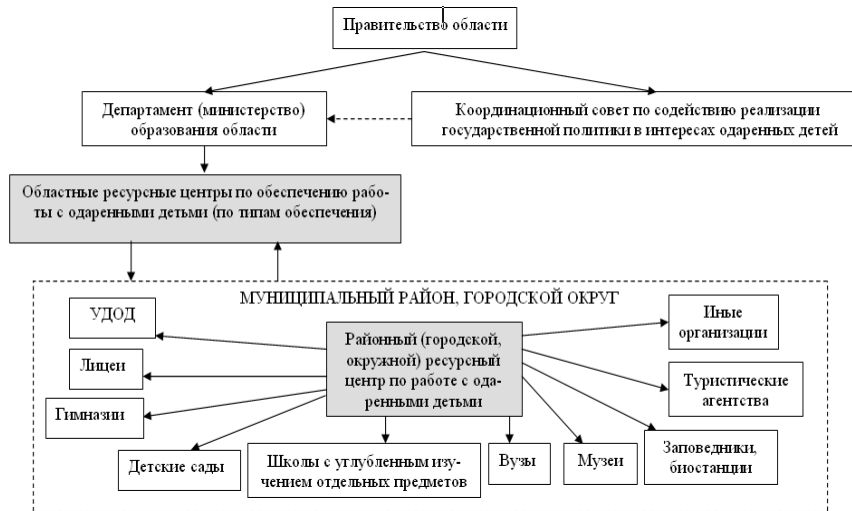 Правительство области
Департамент (министерство)
образования области
Координационный совет по содействию реализации
государственной политики в интересах одаренных детей
Областные ресурсные центры по обеспечению рабо-
ты с одаренными детьми (по типам обеспечения)
МУНИЦИПАЛЬНЫЙ РАЙОН, ГОРОДСКОЙ ОКРУГ
УДОД
Лицеи
Гимназии
Детские сады
Районный (городской,
окружной) ресурсный
центр по работе с ода-
ренными детьми
Школы с углубленным изу-
чением отдельных предметов
Вузы
Музеи
Заповедники,
биостанции
Туристические
агентства
Иные
организации